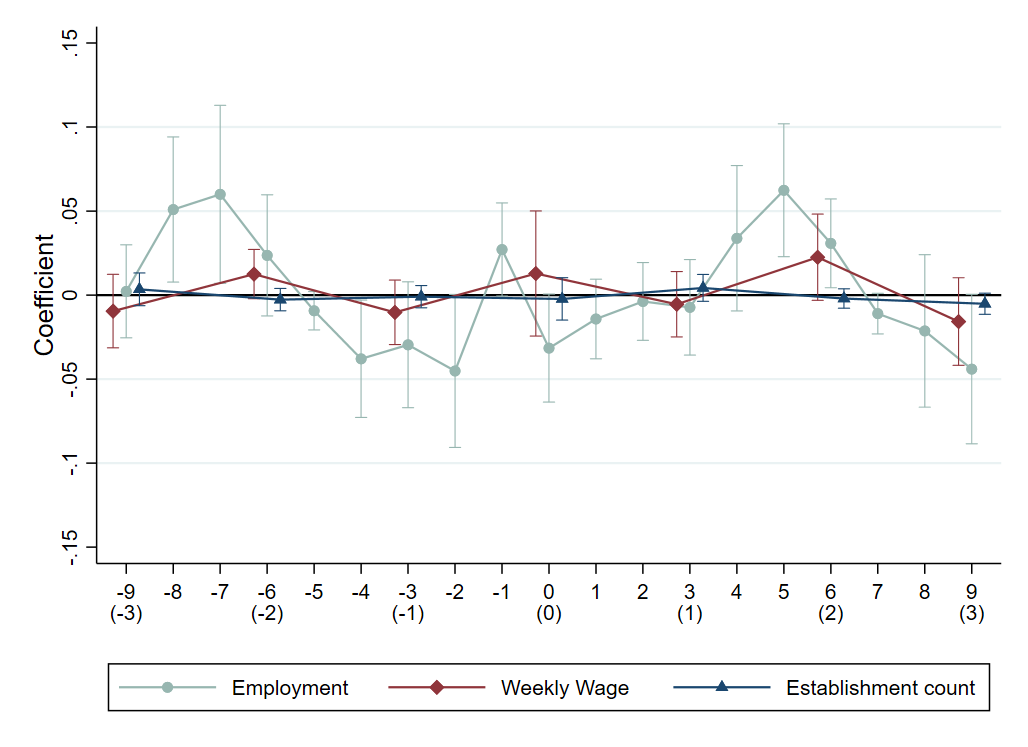 .15
.1
.05
0
-.05
-.1
-.15
Coefficient
-9 -8 -7 -6 -5 -4 -3 -2 -1 0 1 2 3 4 5 6 7 8 9
(-3) (-2) (-1) (0) (1) (2) (3)
Employment Weekly Wage Establishment count